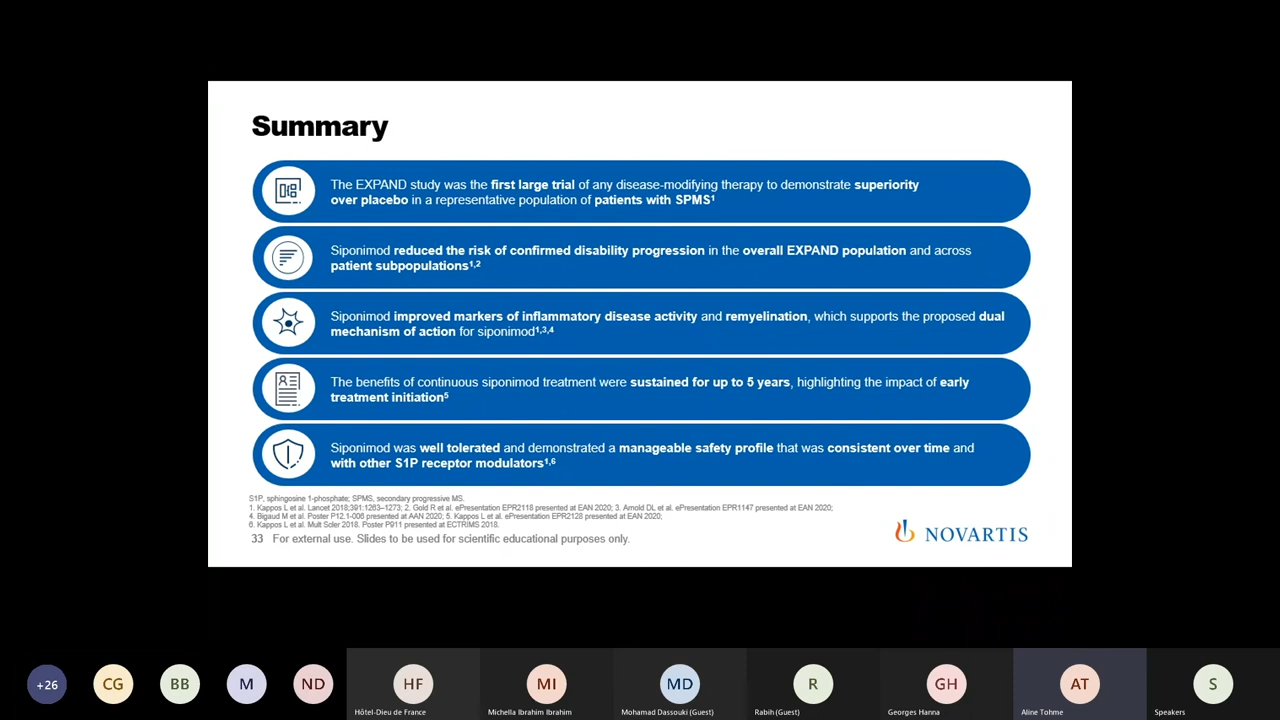 Summary
The EXPAND study was the first large trial of any disease-modifying therapy to demonstrate superiority
over placebo in a representative population of patients with SPMS¹
Siponimod reduced the risk of confirmed disability progression in the overall EXPAND population and across
patient subpopulations¹,²
Siponimod improved markers of inflammatory disease activity and remyelination, which supports the proposed dual
mechanism of action for siponimod¹,³,⁴
The benefits of continuous siponimod treatment were sustained for up to 5 years, highlighting the impact of early
treatment initiation⁵
Siponimod was well tolerated and demonstrated a manageable safety profile that was consistent over time and
with other S1P receptor modulators¹,⁶
S1P, sphingosine 1-phosphate; SPMS, secondary progressive MS.
1. Kappos L et al. Lancet 2018;391:1263–1273; 2. Gold R et al. ePresentation EPR2118 presented at EAN 2020; 3. Arnold DL et al. ePresentation EPR1147 presented at EAN 2020;
4. Bigaud M et al. Poster P12.1-006 presented at AAN 2020; 5. Kappos L et al. ePresentation EPR2128 presented at EAN 2020;
6. Kappos L et al. Mult Scler 2018. Poster P911 presented at ECTRIMS 2018.
33 For external use. Slides to be used for scientific educational purposes only.
NOVARTIS
+26
CG
BB
M
ND
HF
MI
MD
R
GH
AT
S
Hôtel-Dieu de France
Michella Ibrahim Ibrahim
Mohamad Dassouki (Guest)
Rabih (Guest)
Georges Hanna
Aline Tohme
Speakers